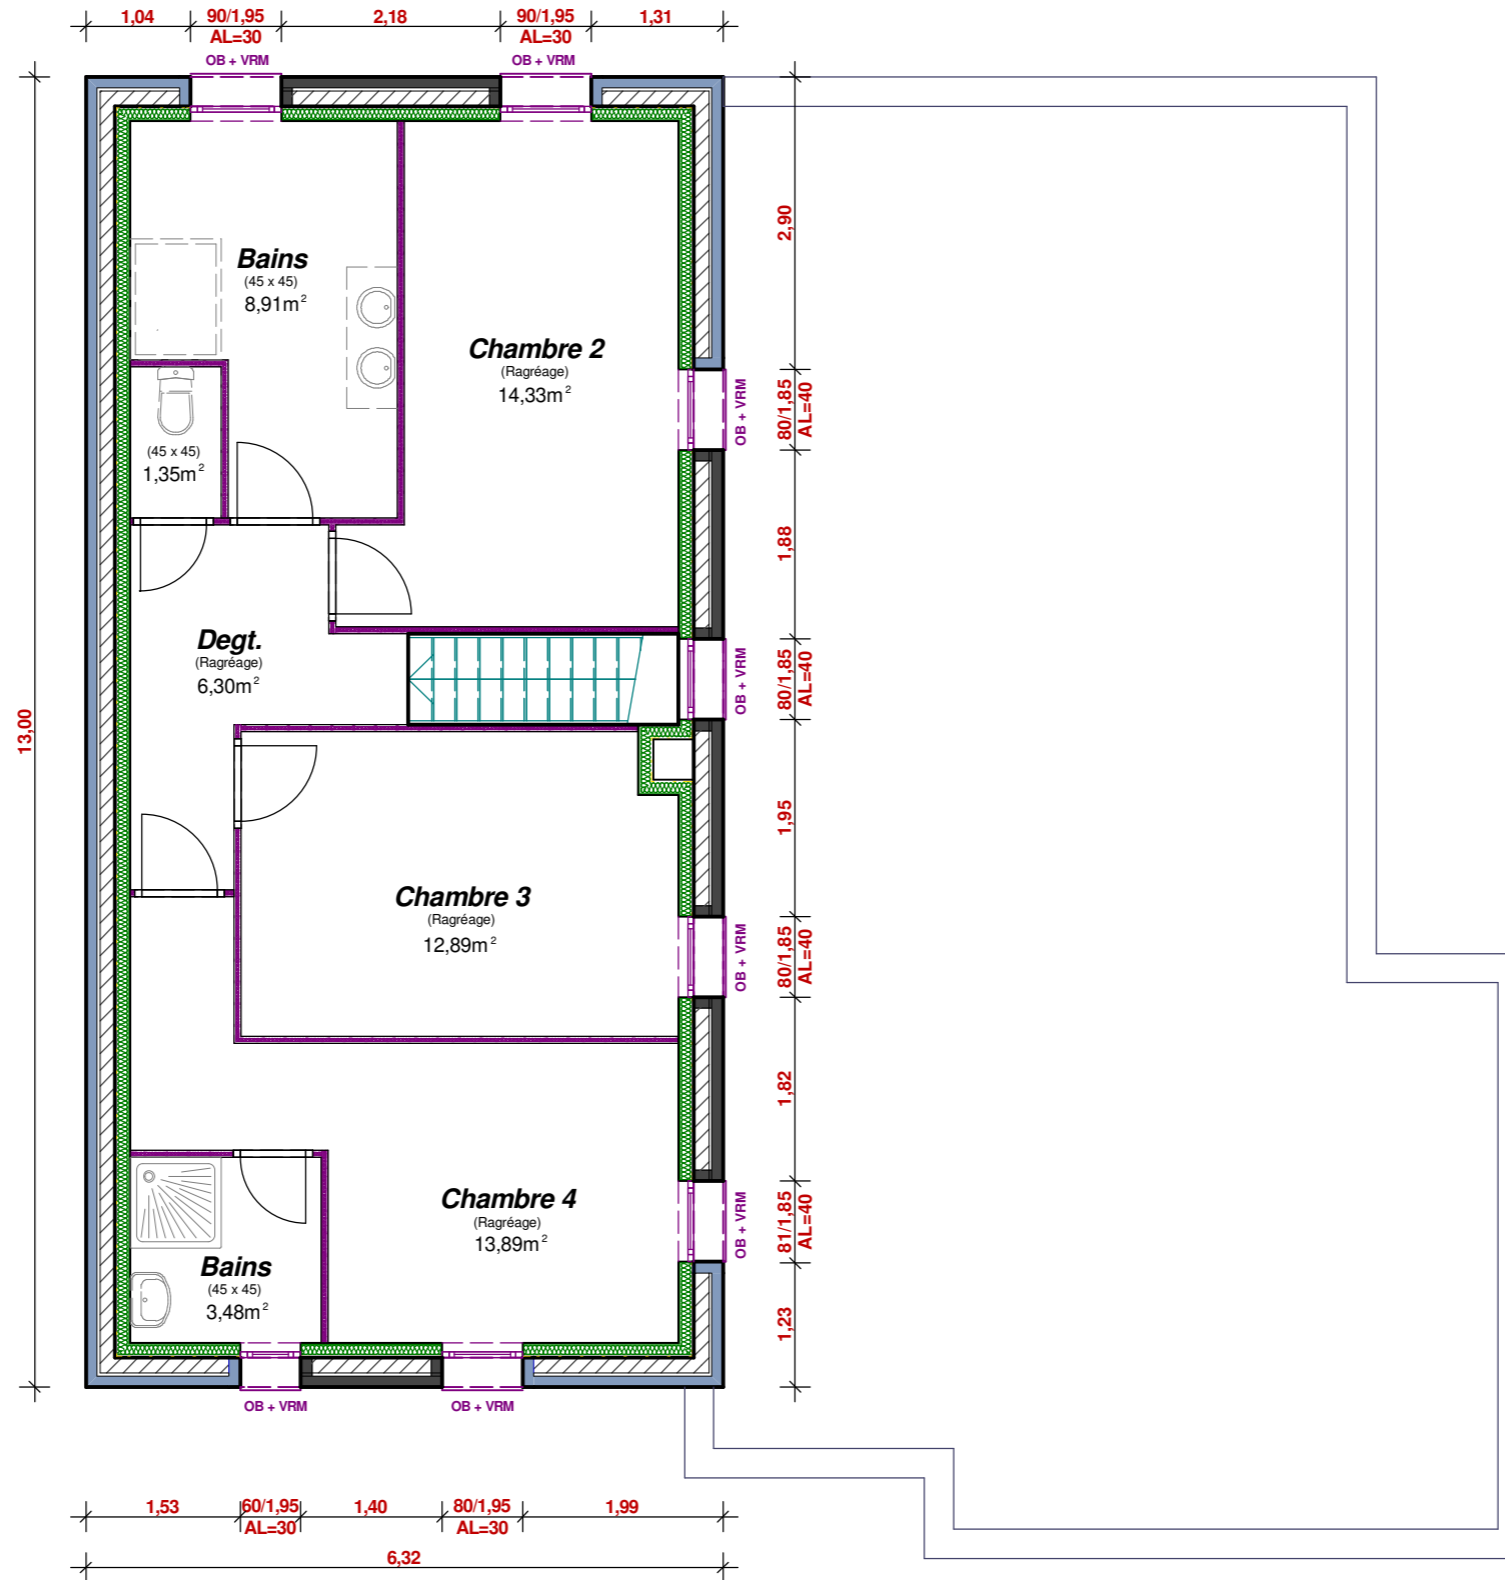 1,04
90/1,95
AL=30
2,18
90/1,95
AL=30
1,31
OB + VRM
OB + VRM
2,90
Bains
(45 x 45)
8,91m²
Chambre 2
(Ragréage)
14,33m²
80/1,85
AL=40
OB + VRM
(45 x 45)
1,35m²
1,88
Degt.
(Ragréage)
6,30m²
80/1,85
AL=40
OB + VRM
13,00
1,95
Chambre 3
(Ragréage)
12,89m²
80/1,85
AL=40
OB + VRM
1,82
Chambre 4
(Ragréage)
13,89m²
81/1,85
AL=40
OB + VRM
Bains
(45 x 45)
3,48m²
1,23
OB + VRM
OB + VRM
1,53
60/1,95
AL=30
1,40
80/1,95
AL=30
1,99
6,32